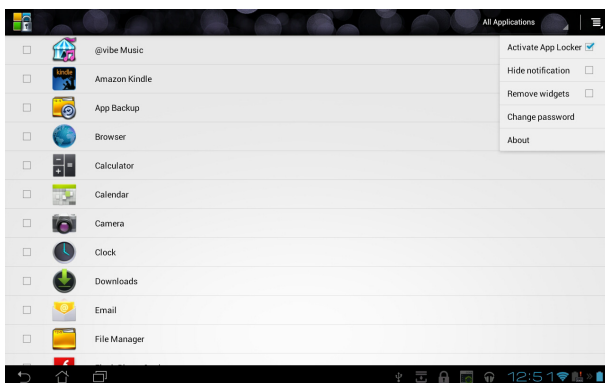 All Applications
@vibe Music
Activate App Locker
kindle
Amazon Kindle
Hide notification
App Backup
Remove widgets
Change password
Browser
About
Calculator
Calendar
Camera
Clock
Downloads
Email
File Manager
12:51